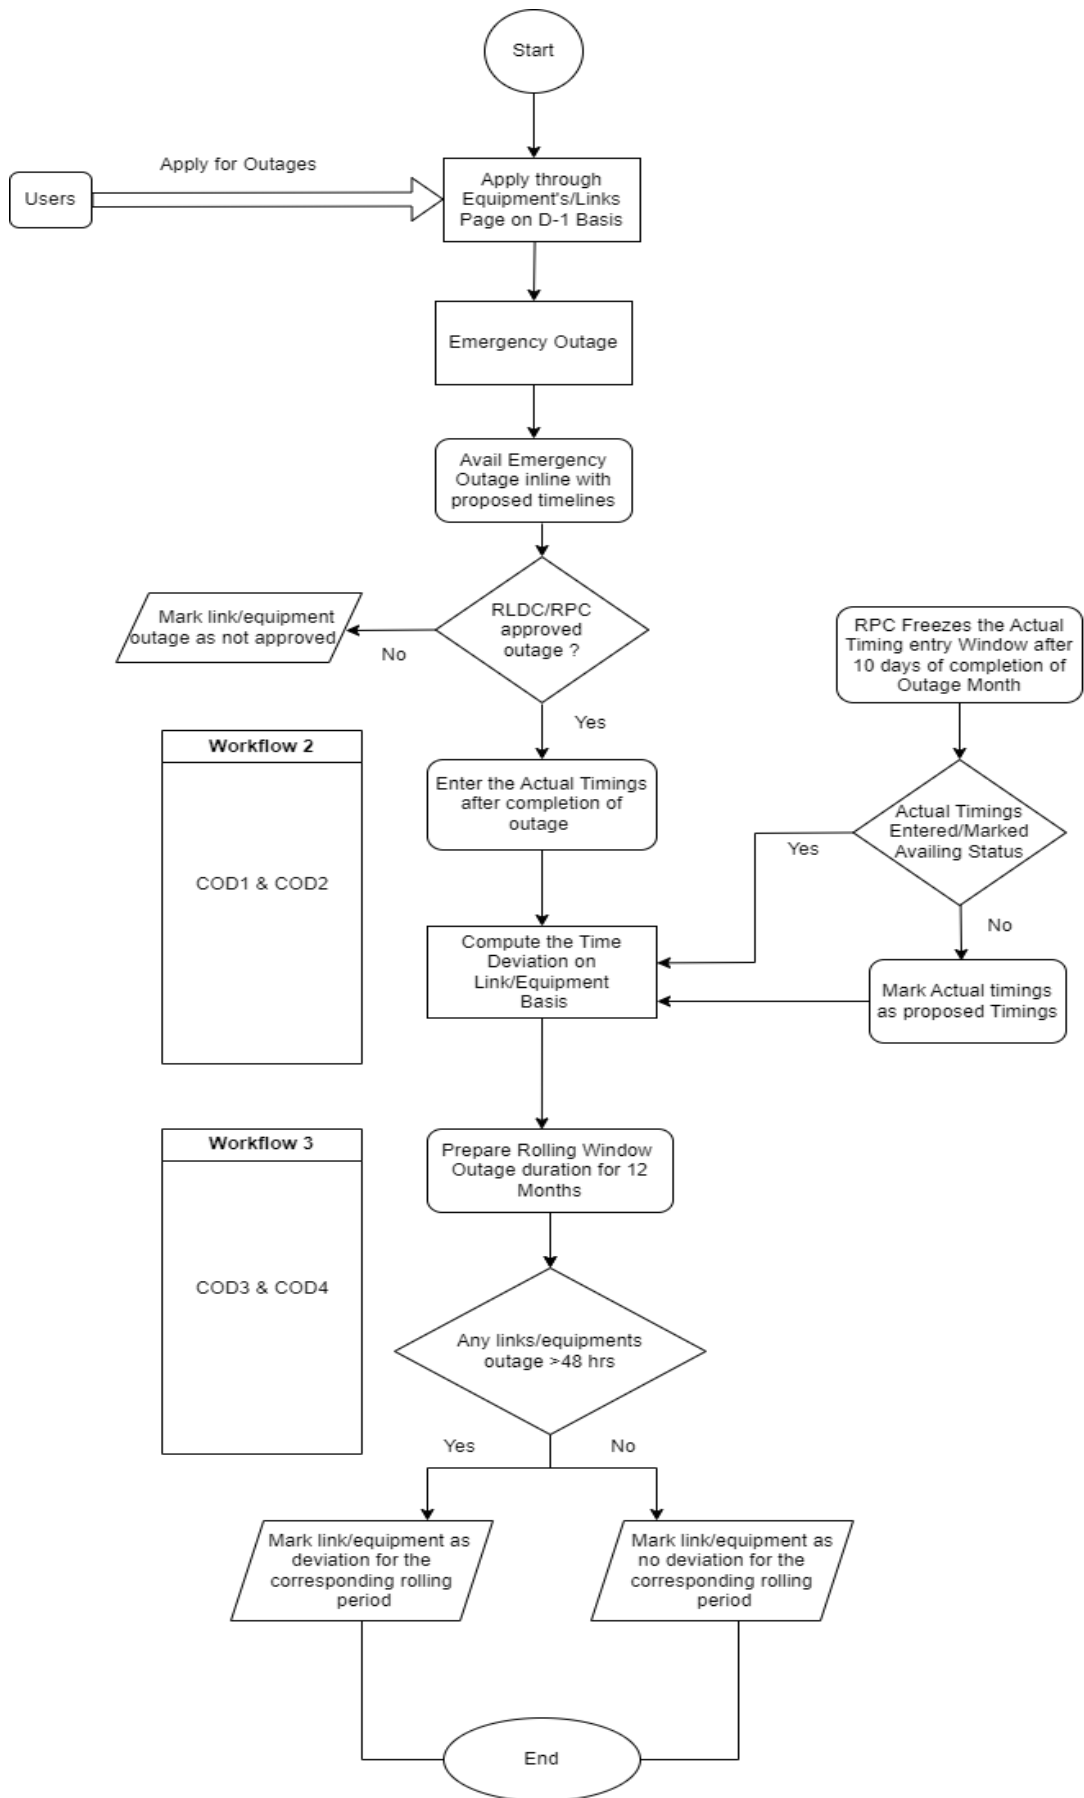 Start
Apply for Outages
Users
Apply through
Equipment's/Links
Page on D-1 Basis
Emergency Outage
Avail Emergency
Outage inline with
proposed timelines
RLDC/RPC
approved
outage ?
No
Mark link/equipment
outage as not approved
Yes
RPC Freezes the Actual
Timing entry Window after
10 days of completion of
Outage Month
Workflow 2
COD1 & COD2
Enter the Actual Timings
after completion of
outage
Actual Timings
Entered/Marked
Availing Status
Yes
No
Compute the Time
Deviation on
Link/Equipment
Basis
Mark Actual timings
as proposed Timings
Workflow 3
COD3 & COD4
Prepare Rolling Window
Outage duration for 12
Months
Any links/equipments
outage >48 hrs
Yes
No
Mark link/equipment as
deviation for the
corresponding rolling
period
Mark link/equipment as
no deviation for the
corresponding rolling
period
End